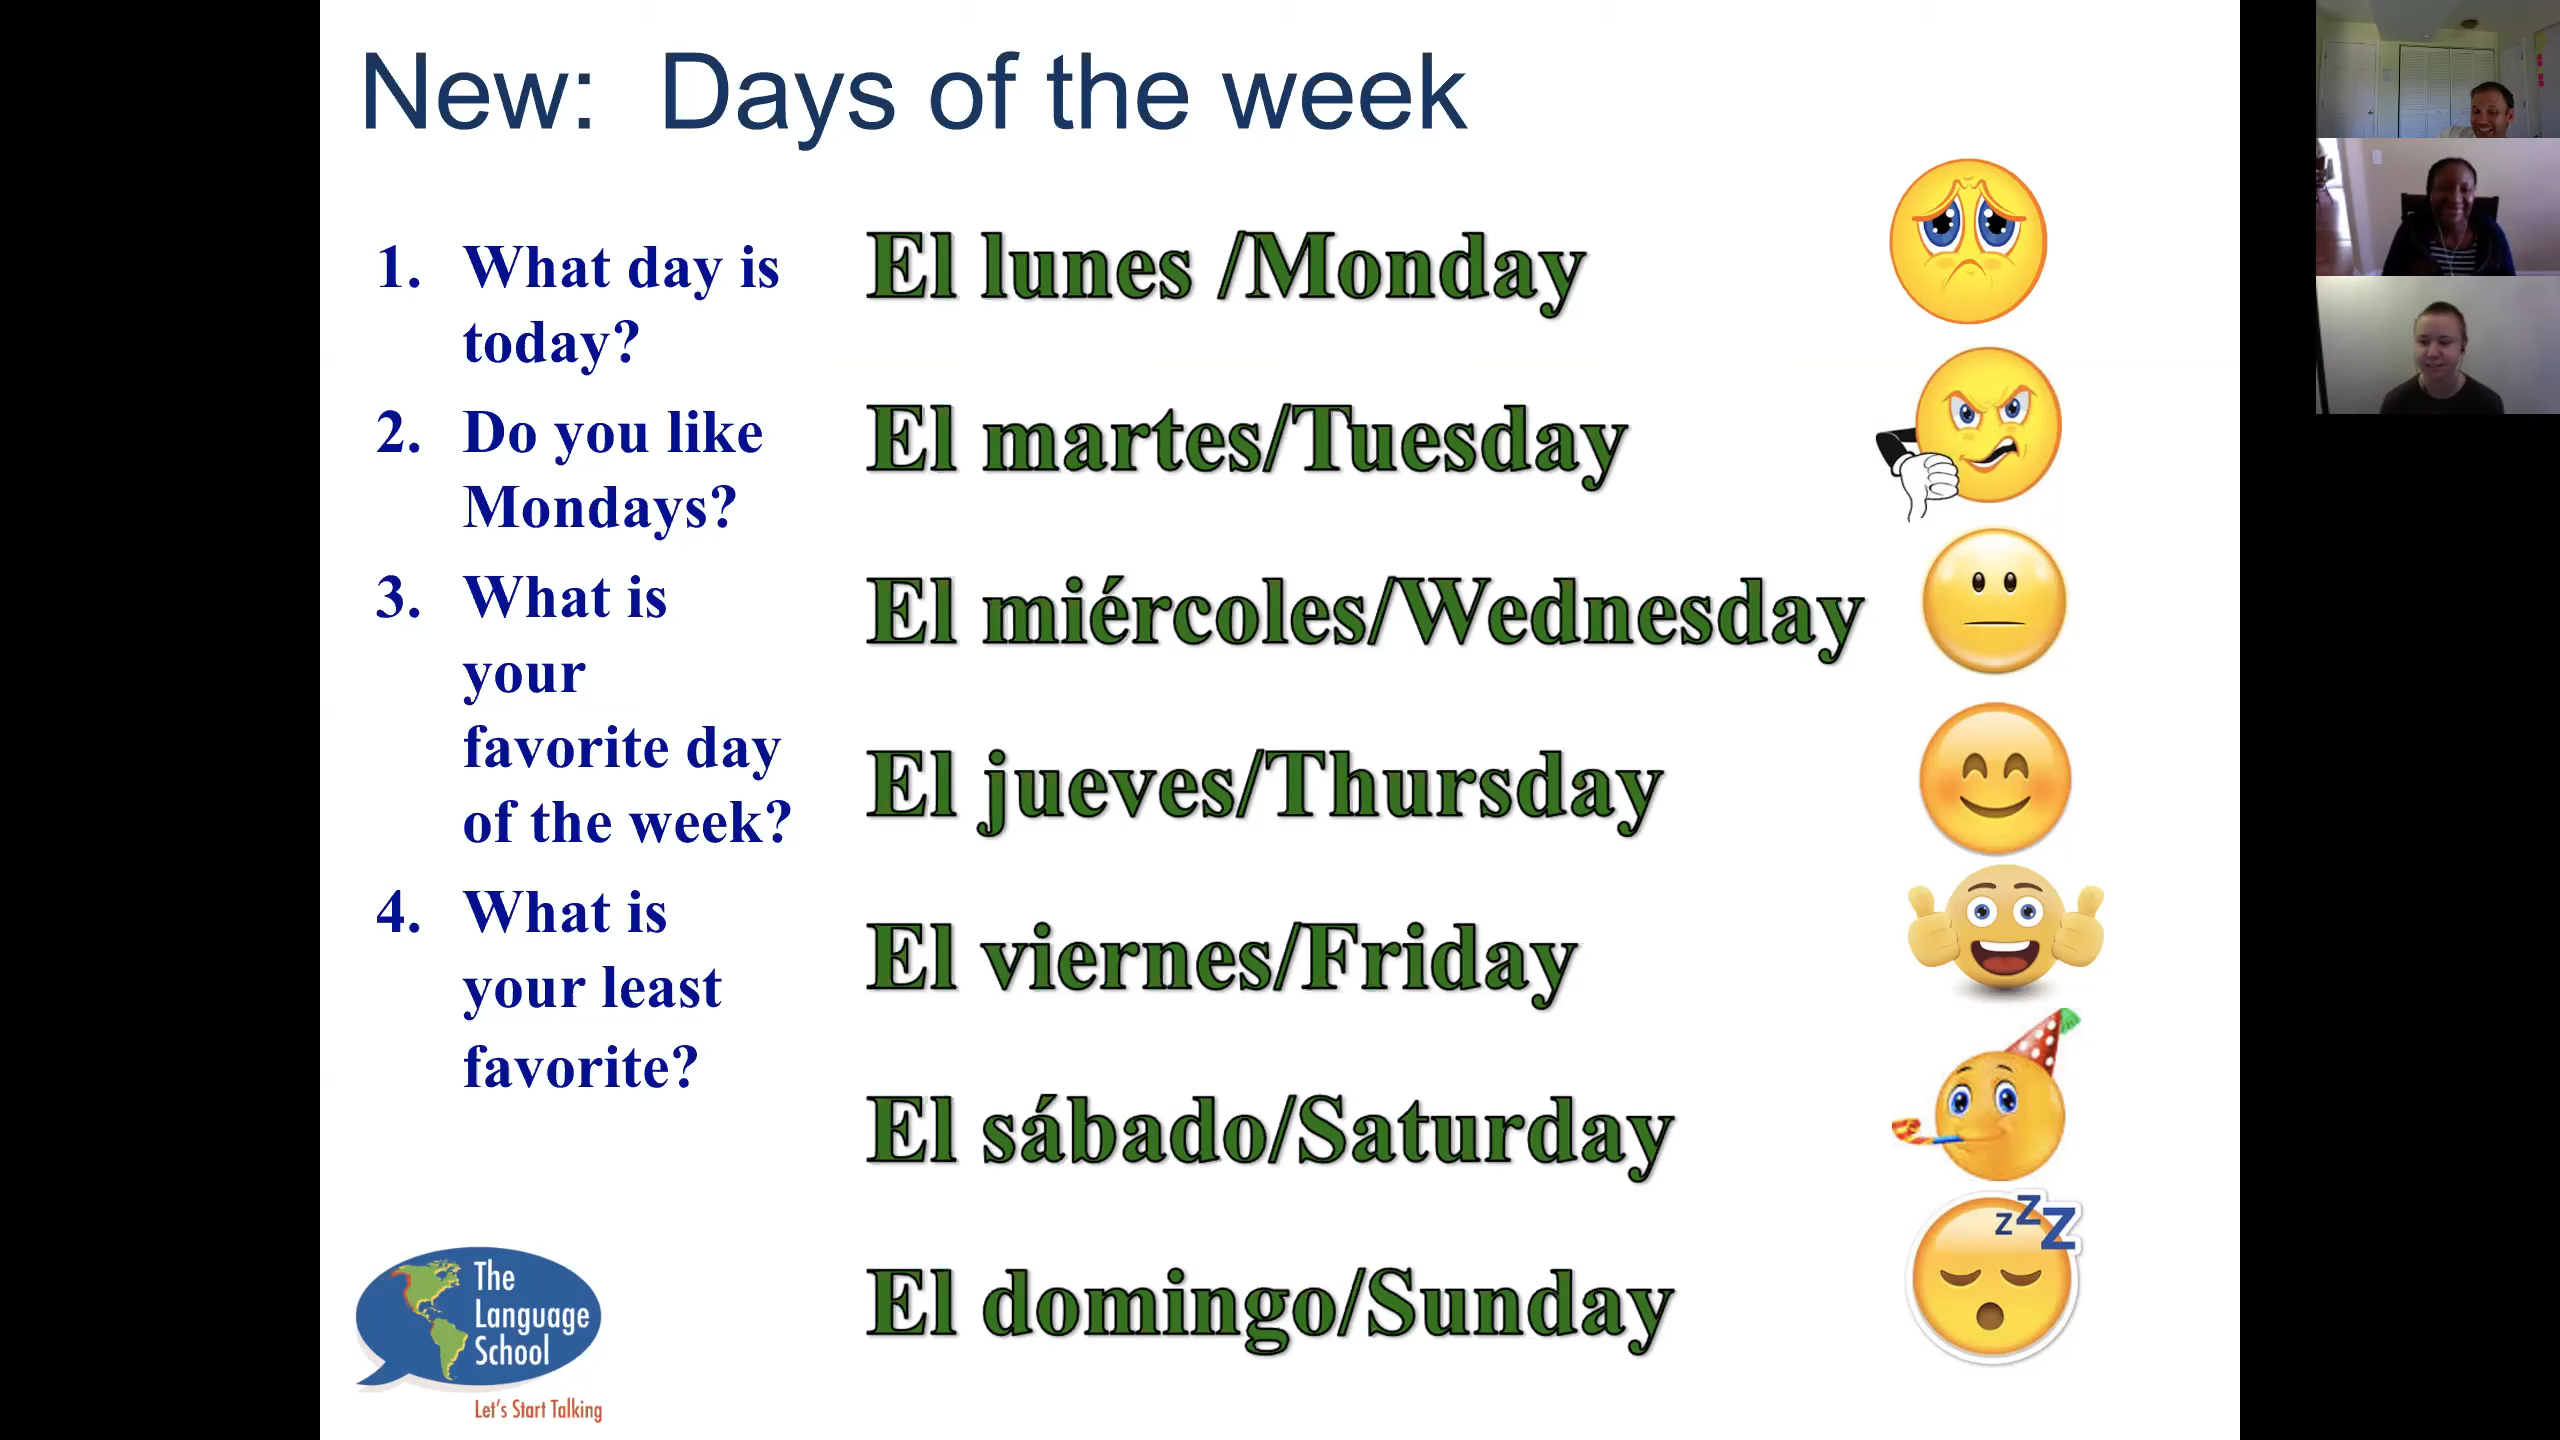 New: Days of the week
1. What day is
today?
2. Do you like
Mondays?
3. What is
your
favorite day
of the week?
4. What is
your least
favorite?
El lunes /Monday
El martes/Tuesday
El miércoles/Wednesday
El jueves/Thursday
El viernes/Friday
El sábado/Saturday
El domingo/Sunday
z z Z
The
Language
School
Let's Start Talking